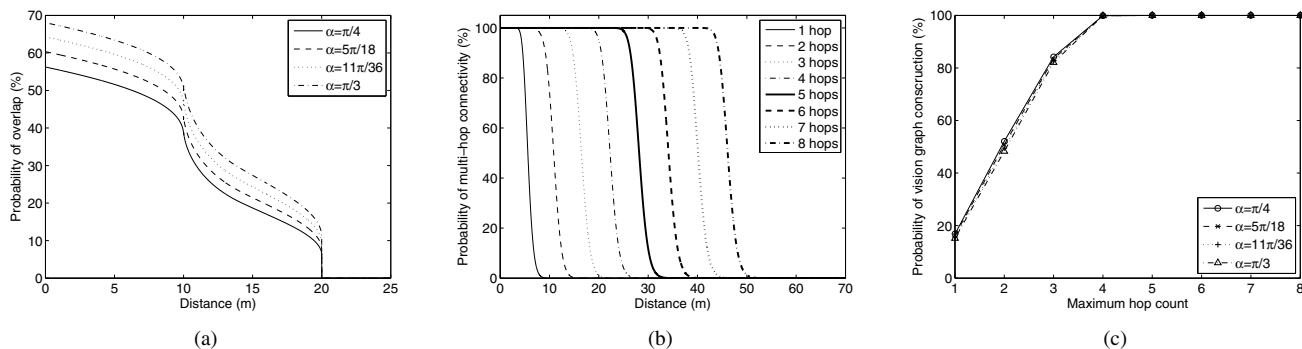 Probability of overlap (%)
70
60
50
40
30
20
10
0
0 5 10 15 20 25
Distance (m)
α=π/4
α=5π/18
α=11π/36
α=π/3
(a)
Probability of multi−hop connectivity (%)
100
80
60
40
20
0
0 10 20 30 40 50 60 70
Distance (m)
1 hop
2 hops
3 hops
4 hops
5 hops
6 hops
7 hops
8 hops
(b)
Probability of vision graph conscruction (%)
100
80
60
40
20
0
1 2 3 4 5 6 7 8
Maximum hop count
α=π/4
α=5π/18
α=11π/36
α=π/3
(c)